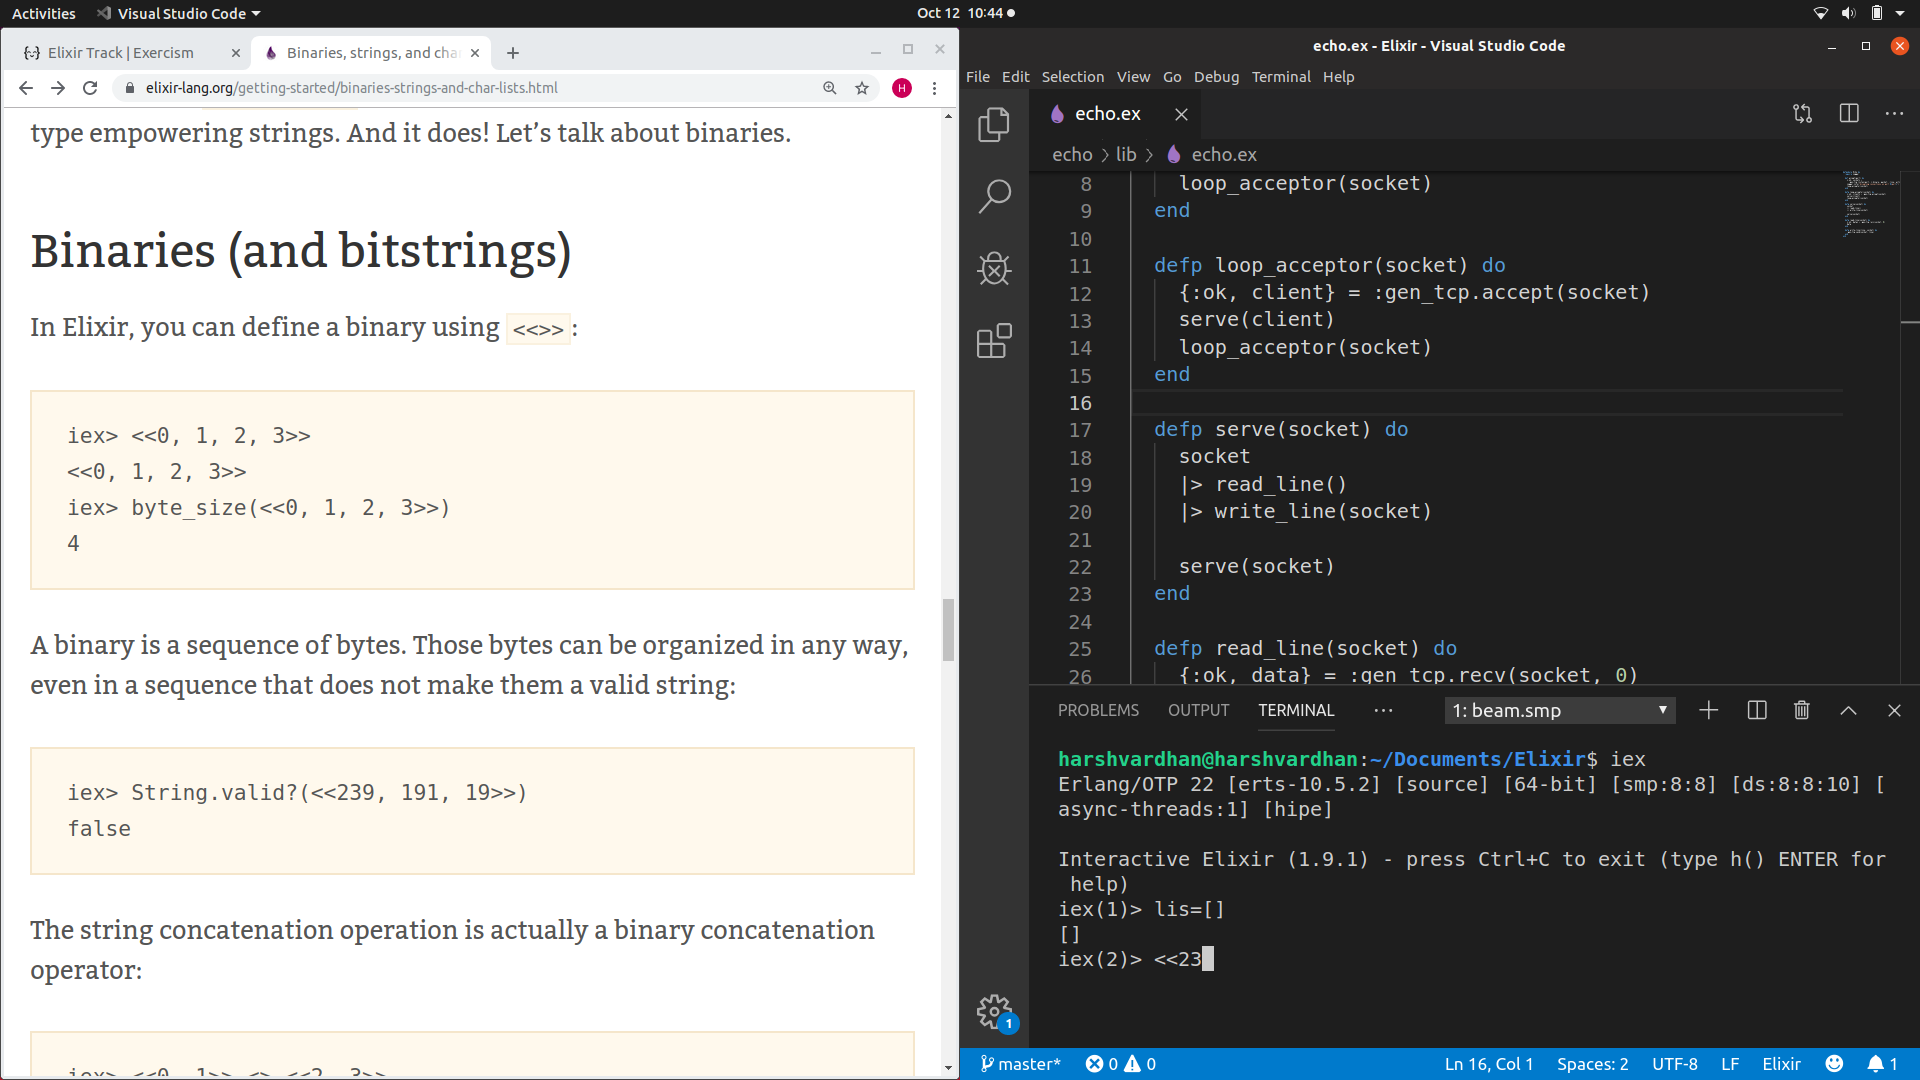 Activities
Visual Studio Code
Oct 12 10:44
Elixir Track | Exercism
Binaries, strings, and cha
elixir-lang.org/getting-started/binaries-strings-and-char-lists.html
H
type empowering strings. And it does! Let’s talk about binaries.
Binaries (and bitstrings)
In Elixir, you can define a binary using <<>>:
iex> <<0, 1, 2, 3>>
<<0, 1, 2, 3>>
iex> byte_size(<<0, 1, 2, 3>>)
4
A binary is a sequence of bytes. Those bytes can be organized in any way,
even in a sequence that does not make them a valid string:
iex> String.valid?(<<239, 191, 19>>)
false
The string concatenation operation is actually a binary concatenation
operator:
iex> <<0, 1>> <> <<2, 3>>
echo.ex - Elixir - Visual Studio Code
File Edit Selection View Go Debug Terminal Help
echo.ex
echo > lib > echo.ex
8 loop_acceptor(socket)
9 end
10
11 defp loop_acceptor(socket) do
12 {:ok, client} = :gen_tcp.accept(socket)
13 serve(client)
14 loop_acceptor(socket)
15 end
16
17 defp serve(socket) do
18 socket
19 |> read_line()
20 |> write_line(socket)
21
22 serve(socket)
23 end
24
25 defp read_line(socket) do
26 {:ok, data} = :gen_tcp.recv(socket, 0)
PROBLEMS OUTPUT TERMINAL ··· 1: beam.smp
harshvardhan@harshvardhan:~/Documents/Elixir$ iex
Erlang/OTP 22 [erts-10.5.2] [source] [64-bit] [smp:8:8] [ds:8:8:10] [
async-threads:1] [hipe]
Interactive Elixir (1.9.1) - press Ctrl+C to exit (type h() ENTER for
help)
iex(1)> lis=[]
[]
iex(2)> <<23
1
master* 0 0 Ln 16, Col 1 Spaces: 2 UTF-8 LF Elixir 1